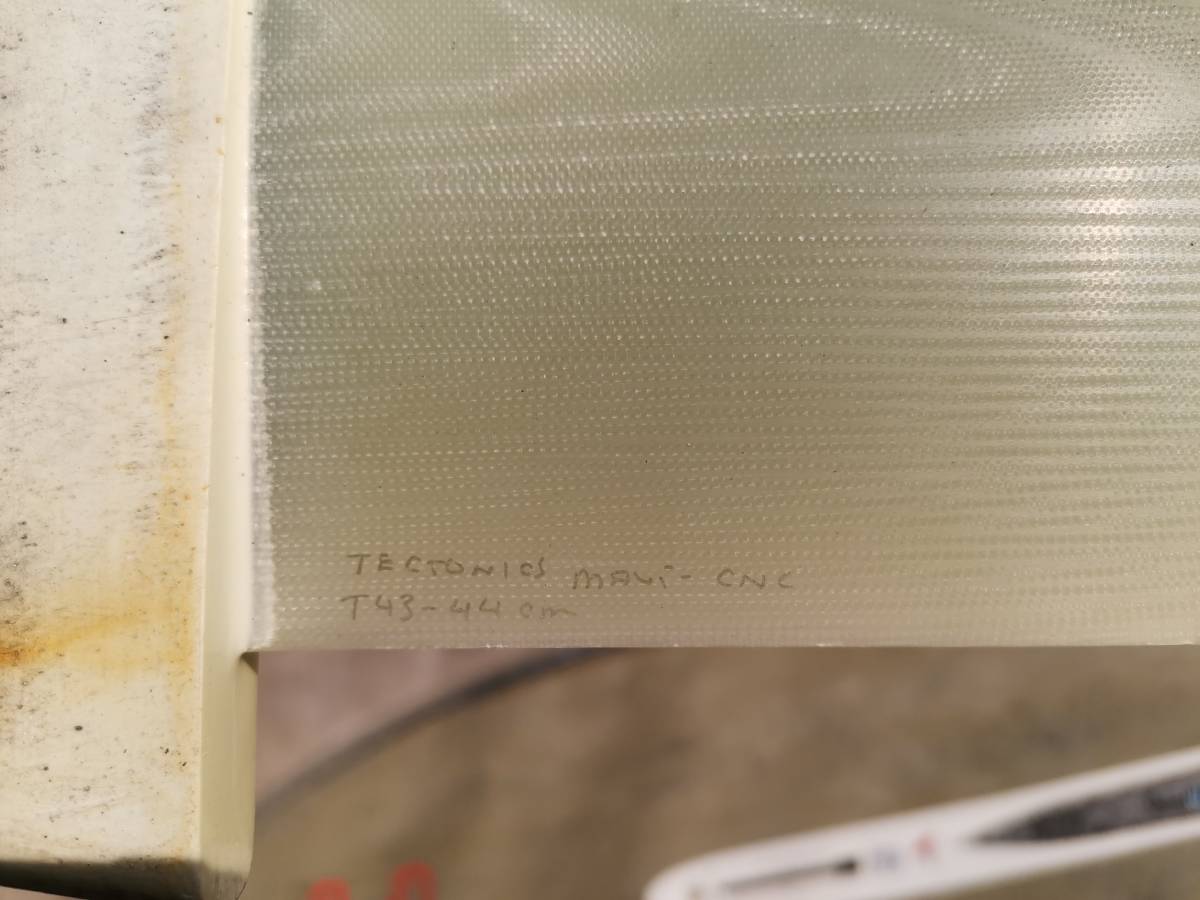 TECTONICS MAUi - CNC
T43 - 44 cm